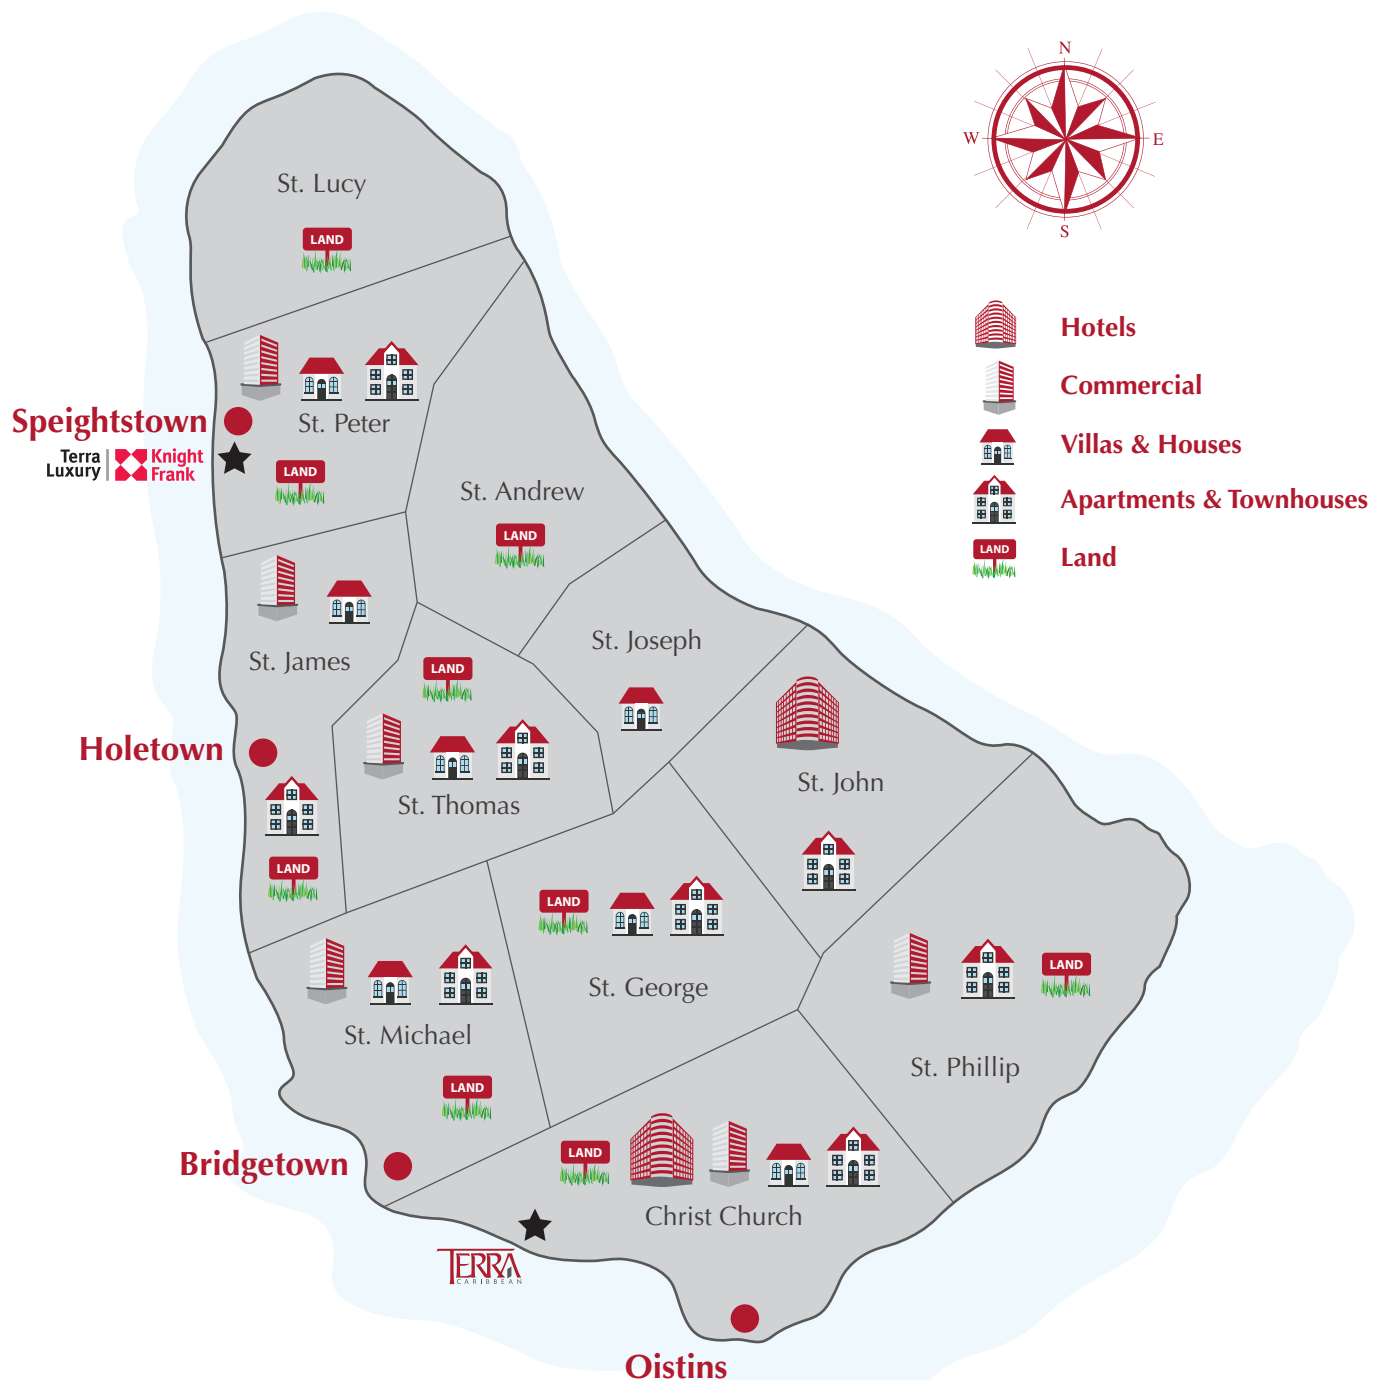 N
W
E
S
St. Lucy
LAND
Hotels
Commercial
Villas & Houses
Apartments & Townhouses
LAND
Land
Speightstown
St. Peter
Terra
Luxury
Knight
Frank
LAND
St. Andrew
LAND
St. James
St. Joseph
LAND
Holetown
St. Thomas
St. John
LAND
LAND
St. George
LAND
St. Michael
St. Phillip
LAND
Bridgetown
LAND
Christ Church
TERRA
CARIBBEAN
Oistins